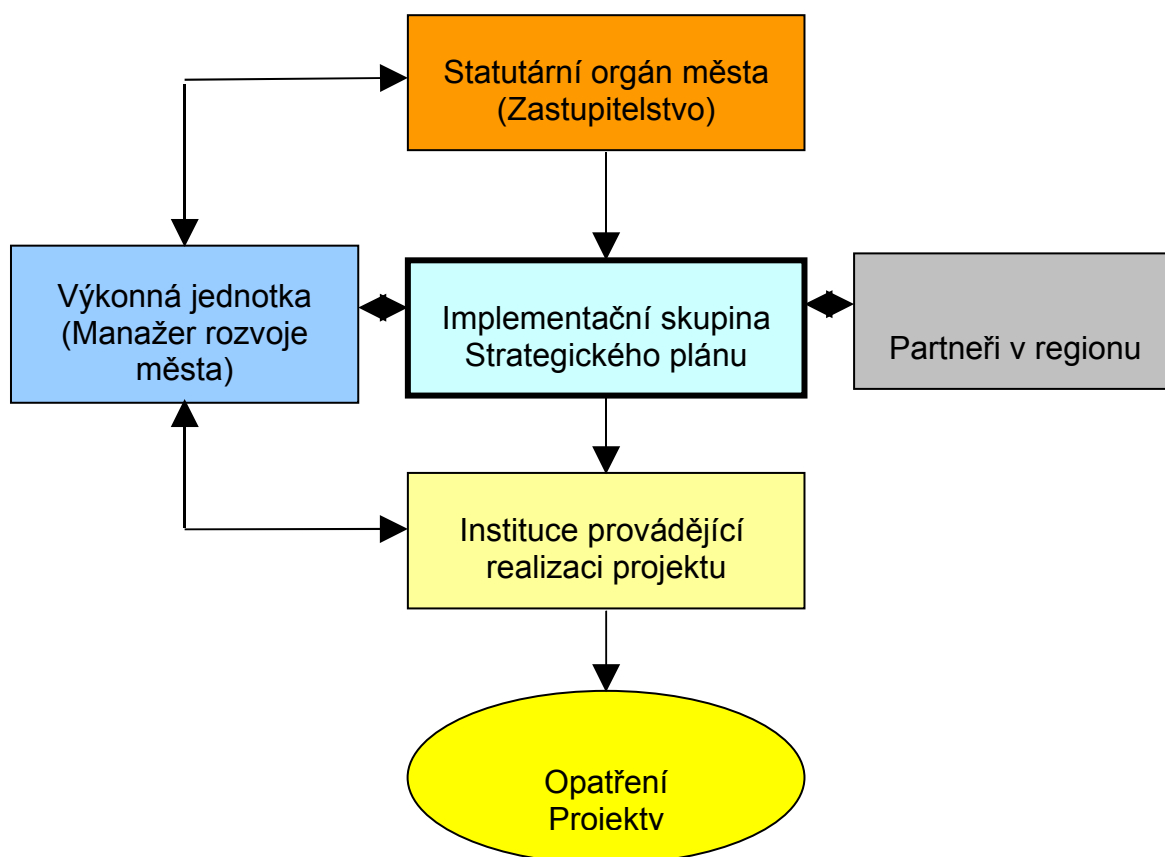 Statutární orgán města
(Zastupitelstvo)
Výkonná jednotka
(Manažer rozvoje
města)
Implementační skupina
Strategického plánu
Partneři v regionu
Instituce provádějící
realizaci projektu
Opatření
Projekty